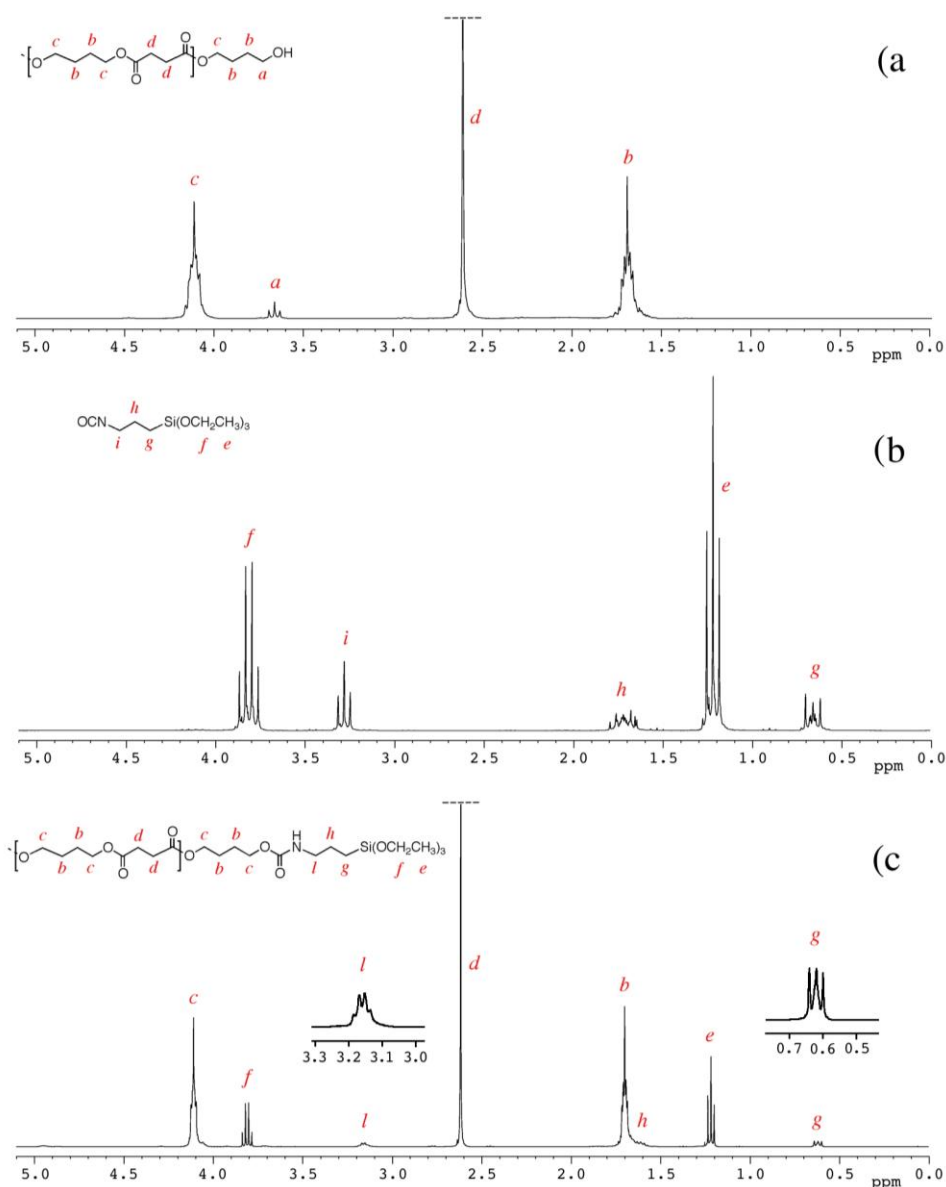 c b d O c b OH
O O O O
b c O d b a
(a
d
b
c
a
5.0 4.5 4.0 3.5 3.0 2.5 2.0 1.5 1.0 0.5 0.0
ppm
(b
h
OCN Si(OCH₂CH₃)₃
i g f e
e
f
i
h
g
5.0 4.5 4.0 3.5 3.0 2.5 2.0 1.5 1.0 0.5 0.0
ppm
(c
c b d O c b H h
O O O O N Si(OCH₂CH₃)₃
b c O d b c O l g f e
g
l
d
b
c
e
3.3 3.2 3.1 3.0
0.7 0.6 0.5
f
l
h
g
5.0 4.5 4.0 3.5 3.0 2.5 2.0 1.5 1.0 0.5 0.0
ppm